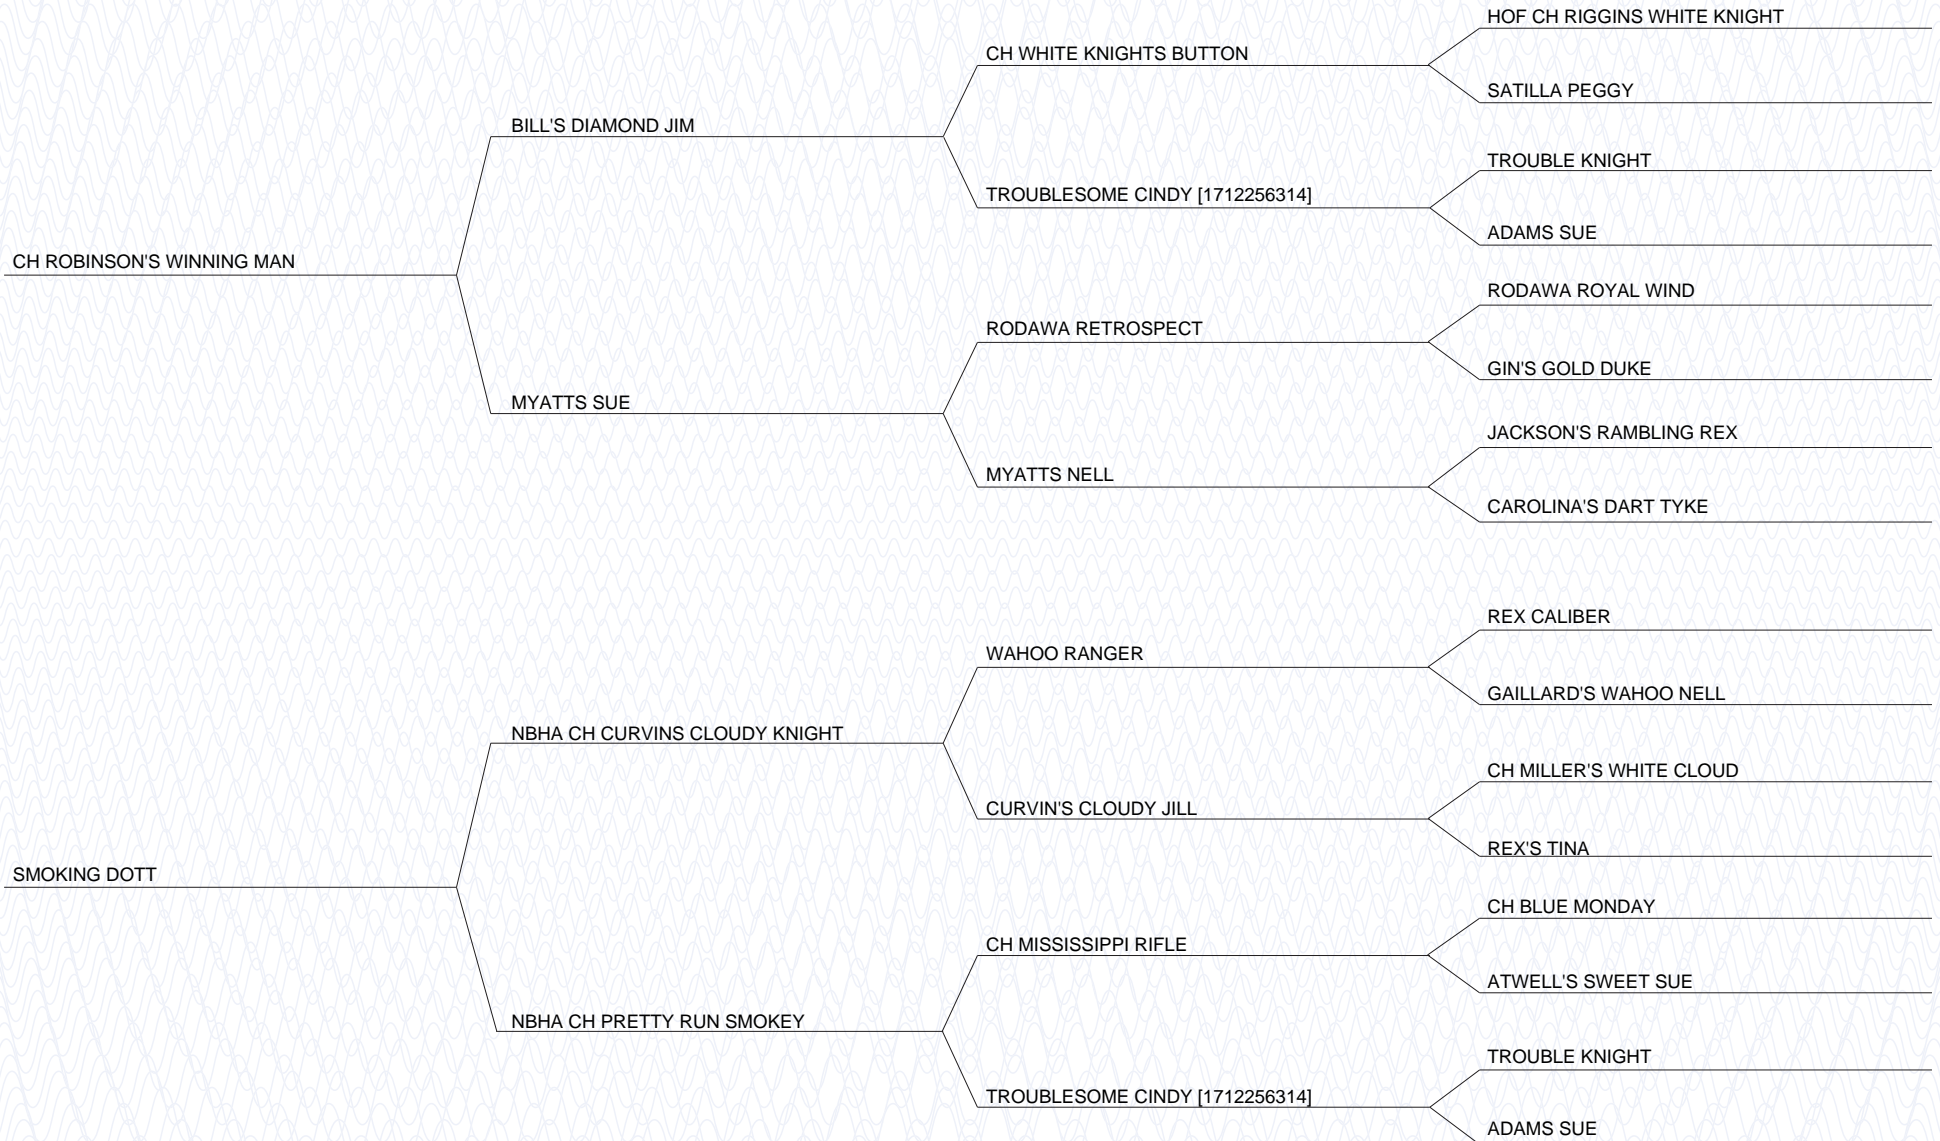 HOF CH RIGGINS WHITE KNIGHT
CH WHITE KNIGHTS BUTTON
SATILLA PEGGY
BILL'S DIAMOND JIM
TROUBLE KNIGHT
TROUBLESOME CINDY [1712256314]
ADAMS SUE
CH ROBINSON'S WINNING MAN
RODAWA ROYAL WIND
RODAWA RETROSPECT
GIN'S GOLD DUKE
MYATTS SUE
JACKSON'S RAMBLING REX
MYATTS NELL
CAROLINA'S DART TYKE
REX CALIBER
WAHOO RANGER
GAILLARD'S WAHOO NELL
NBHA CH CURVINS CLOUDY KNIGHT
CH MILLER'S WHITE CLOUD
CURVIN'S CLOUDY JILL
REX'S TINA
SMOKING DOTT
CH BLUE MONDAY
CH MISSISSIPPI RIFLE
ATWELL'S SWEET SUE
NBHA CH PRETTY RUN SMOKEY
TROUBLE KNIGHT
TROUBLESOME CINDY [1712256314]
ADAMS SUE